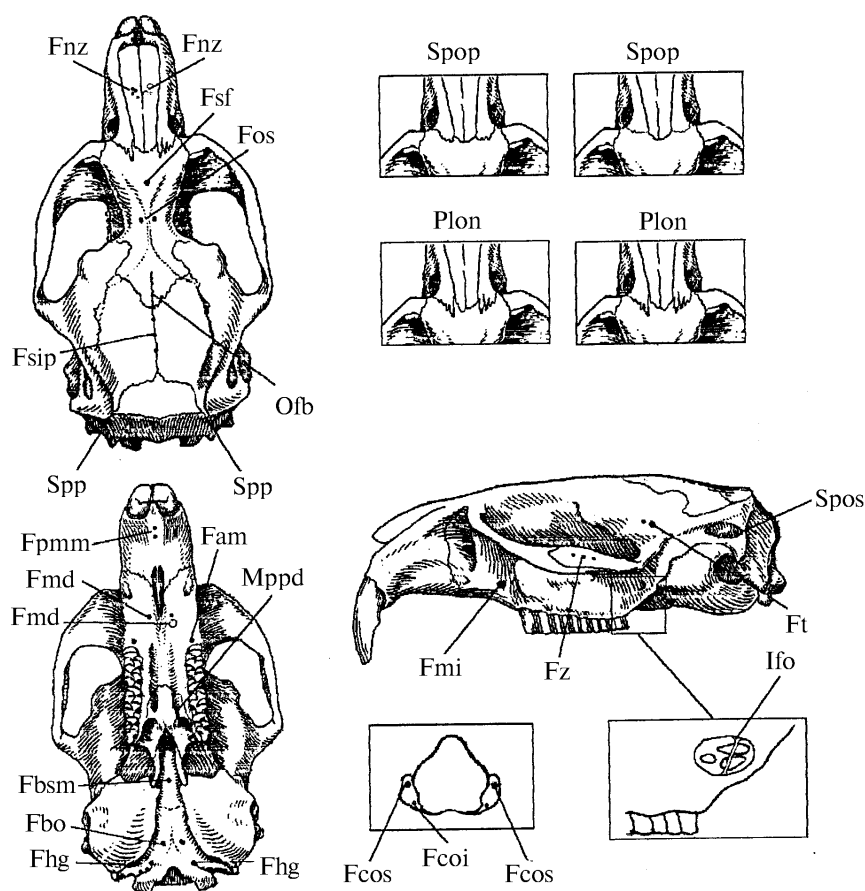 Fnz Fnz
Fsf
Fos
Fsip
Ofb
Spp Spp
Spop Spop
Plon Plon
Fpmm
Fam
Fmd
Mppd
Fmd
Fbsm
Fbo
Fhg Fhg
Spos
Ft
Fmi Fz
Ifo
Fcoi
Fcos Fcos